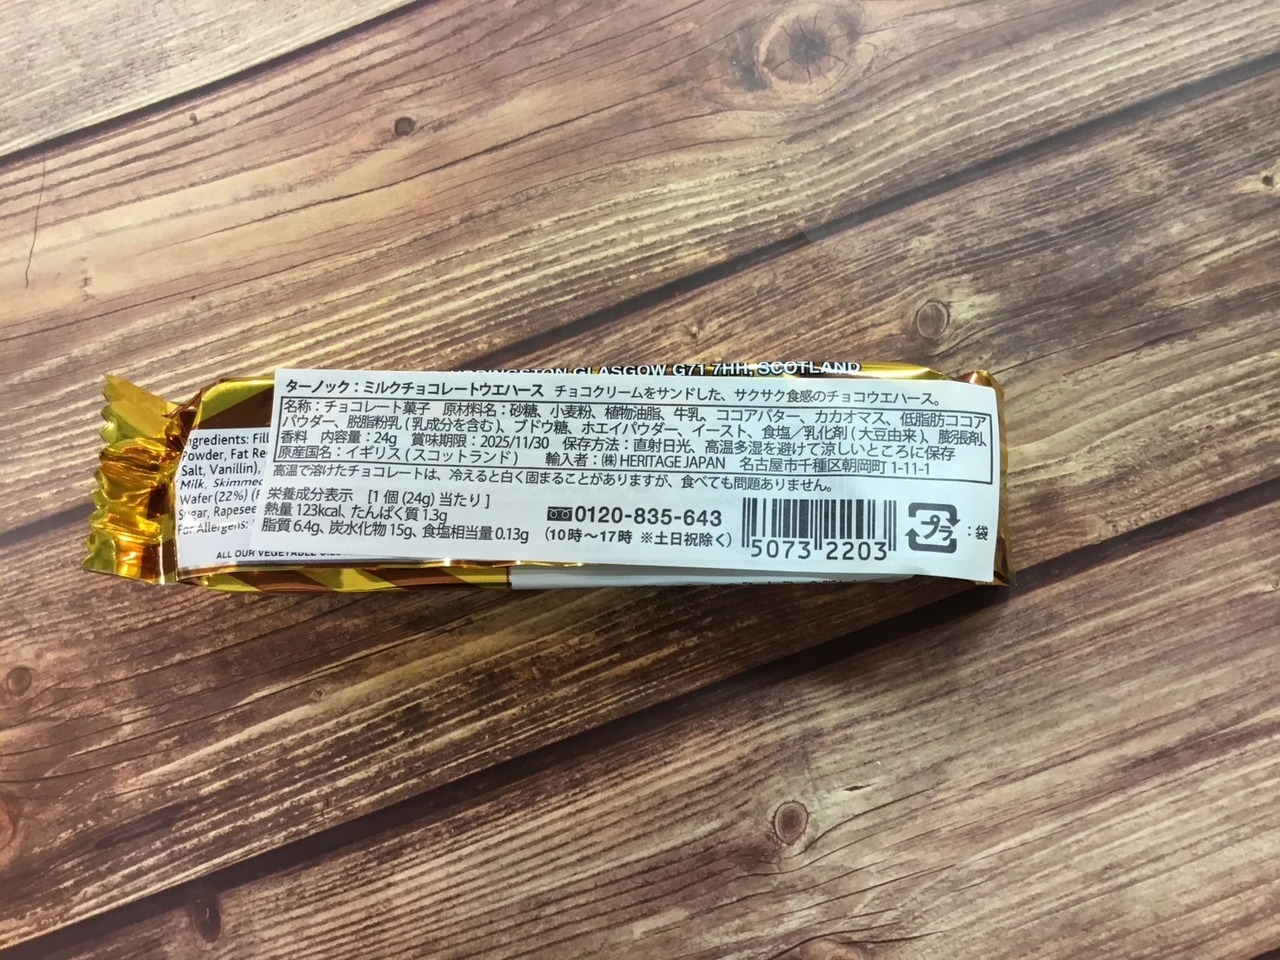 GLASGOW G71 7HH, SCOTLAND
ターノック：ミルクチョコレートウエハース チョコクリームをサンドした、サクサク食感のチョコウエハース。
名称：チョコレート菓子 原材料名：砂糖、小麦粉、植物油脂、牛乳、ココアバター、カカオマス、低脂肪ココア
パウダー、脱脂粉乳(乳成分を含む)、ブドウ糖、ホエイパウダー、イースト、食塩／乳化剤(大豆由来)、膨張剤、
香料 内容量：24g 賞味期限：2025/11/30 保存方法：直射日光、高温多湿を避けて涼しいところに保存
原産国名：イギリス(スコットランド) 輸入者：㈱HERITAGE JAPAN 名古屋市千種区朝岡町1-11-1
高温で溶けたチョコレートは、冷えると白く固まることがありますが、食べても問題ありません。
栄養成分表示 [1個(24g)当たり]
熱量 123kcal、たんぱく質 1.3g
脂質 6.4g、炭水化物 15g、食塩相当量 0.13g
0120-835-643
(10時〜17時 ※土日祝除く)
5073 2203
プラ ：袋
ngredients: Fill
Powder, Fat Re
Salt, Vanillin),
Milk, Skimmed
Wafer (22%) (F
Sugar, Rapesee
For Allergens:
ALL OUR VEGETABLE